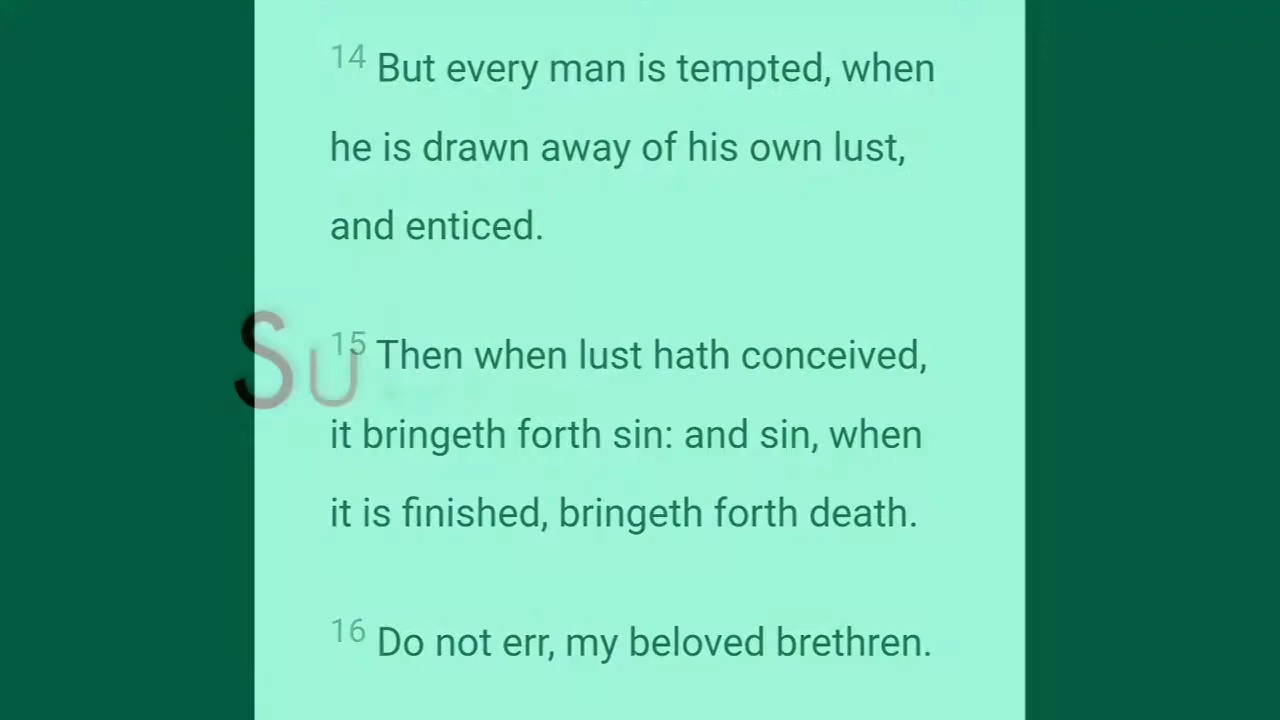 14 But every man is tempted, when
he is drawn away of his own lust,
and enticed.
Su
15 Then when lust hath conceived,
it bringeth forth sin: and sin, when
it is finished, bringeth forth death.
16 Do not err, my beloved brethren.